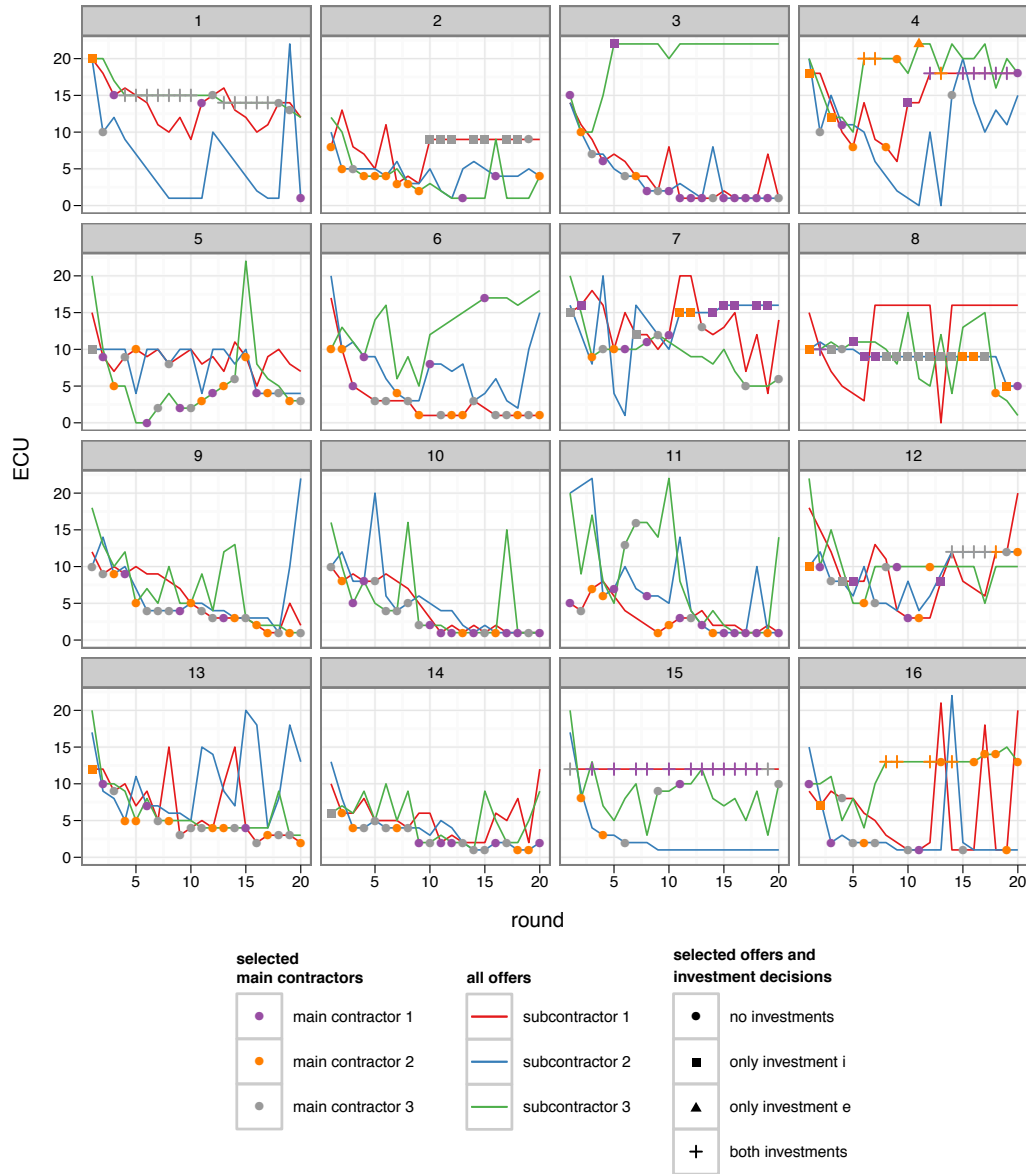 1 2 3 4
20
15
10
5
0
5 6 7 8
20
15
10
5
0
ECU
9 10 11 12
20
15
10
5
0
13 14 15 16
20
15
10
5
0
5 10 15 20 5 10 15 20 5 10 15 20 5 10 15 20
round
selected
main contractors
main contractor 1
main contractor 2
main contractor 3
all offers
subcontractor 1
subcontractor 2
subcontractor 3
selected offers and
investment decisions
no investments
only investment i
only investment e
both investments